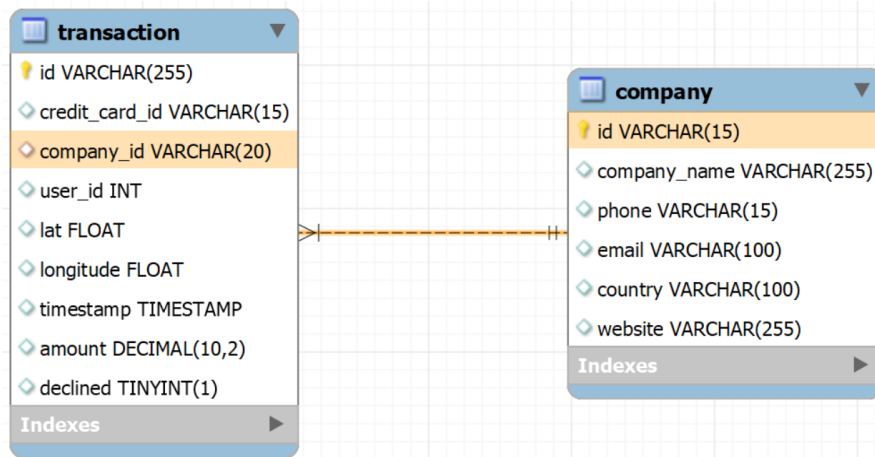 transaction
id VARCHAR(255)
credit_card_id VARCHAR(15)
company_id VARCHAR(20)
user_id INT
lat FLOAT
longitude FLOAT
timestamp TIMESTAMP
amount DECIMAL(10,2)
declined TINYINT(1)
Indexes
company
id VARCHAR(15)
company_name VARCHAR(255)
phone VARCHAR(15)
email VARCHAR(100)
country VARCHAR(100)
website VARCHAR(255)
Indexes